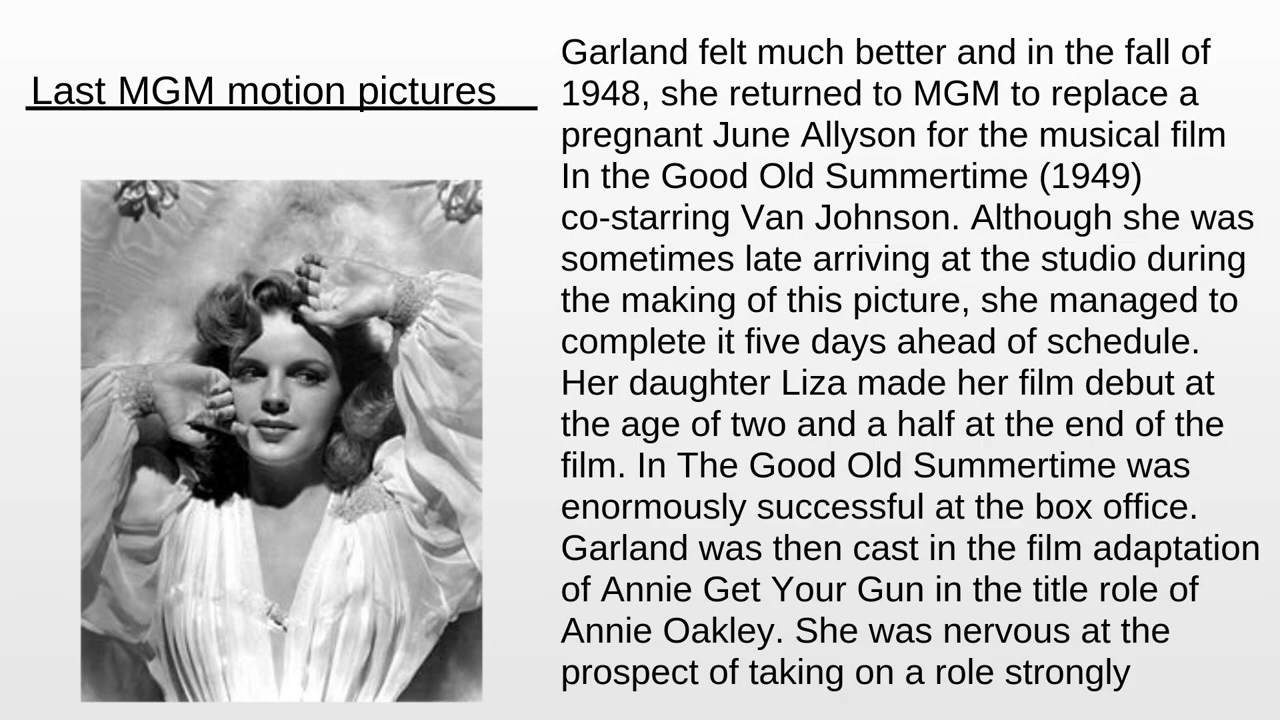 Last MGM motion pictures
Garland felt much better and in the fall of
1948, she returned to MGM to replace a
pregnant June Allyson for the musical film
In the Good Old Summertime (1949)
co-starring Van Johnson. Although she was
sometimes late arriving at the studio during
the making of this picture, she managed to
complete it five days ahead of schedule.
Her daughter Liza made her film debut at
the age of two and a half at the end of the
film. In The Good Old Summertime was
enormously successful at the box office.
Garland was then cast in the film adaptation
of Annie Get Your Gun in the title role of
Annie Oakley. She was nervous at the
prospect of taking on a role strongly